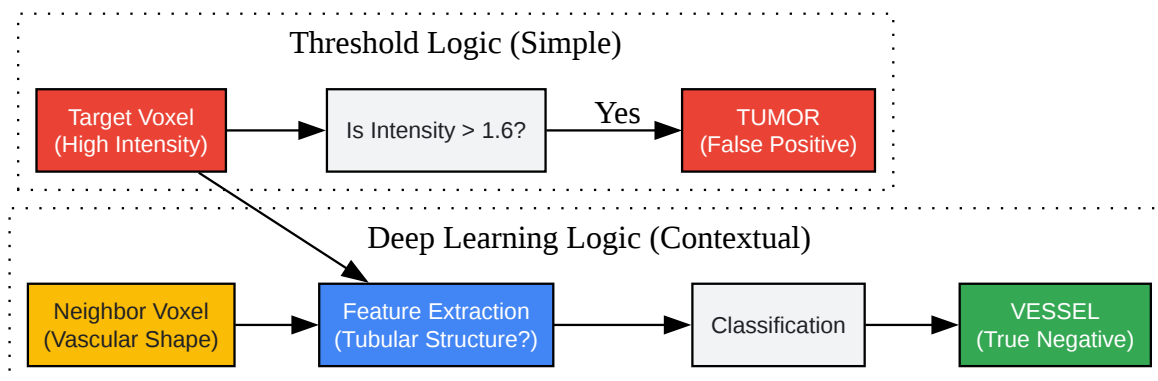 Threshold Logic (Simple)
Target Voxel
(High Intensity)
Is Intensity > 1.6?
Yes
TUMOR
(False Positive)
Deep Learning Logic (Contextual)
Neighbor Voxel
(Vascular Shape)
Feature Extraction
(Tubular Structure?)
Classification
VESSEL
(True Negative)